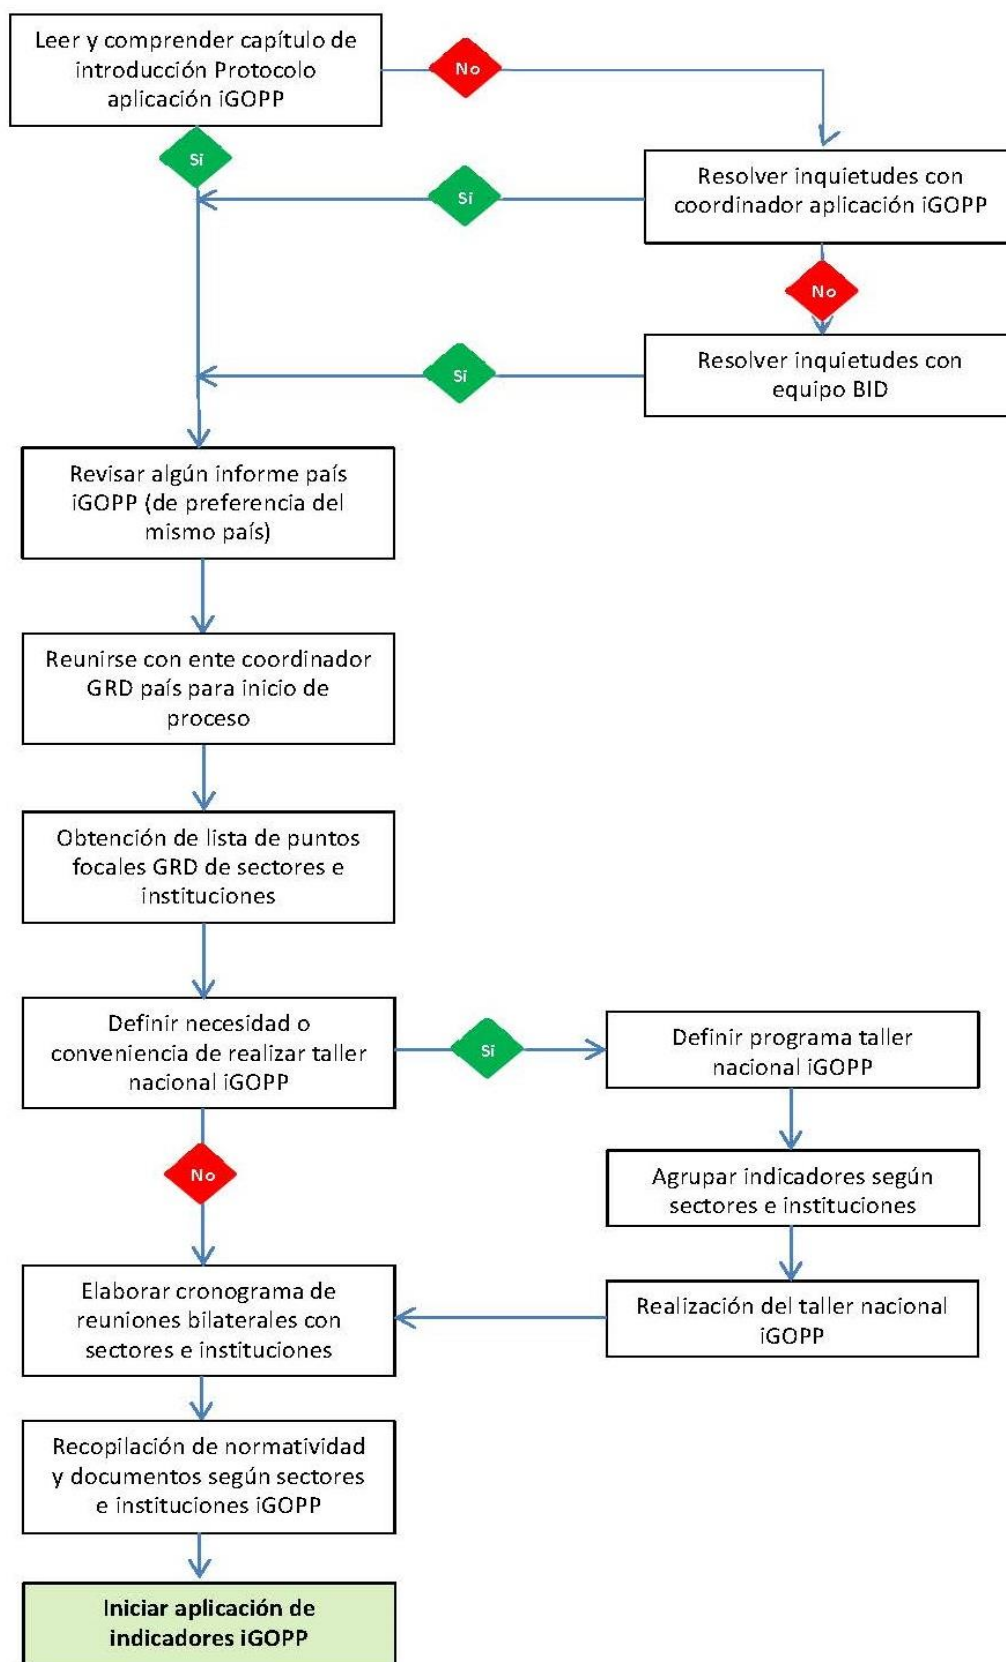 Leer y comprender capítulo de
introducción Protocolo
aplicación iGOPP
No
Sí
Sí
Resolver inquietudes con
coordinador aplicación iGOPP
No
Sí
Resolver inquietudes con
equipo BID
Revisar algún informe país
iGOPP (de preferencia del
mismo país)
Reunirse con ente coordinador
GRD país para inicio de
proceso
Obtención de lista de puntos
focales GRD de sectores e
instituciones
Definir necesidad o
conveniencia de realizar taller
nacional iGOPP
Sí
Definir programa taller
nacional iGOPP
No
Agrupar indicadores según
sectores e instituciones
Elaborar cronograma de
reuniones bilaterales con
sectores e instituciones
Realización del taller nacional
iGOPP
Recopilación de normatividad
y documentos según sectores
e instituciones iGOPP
Iniciar aplicación de
indicadores iGOPP